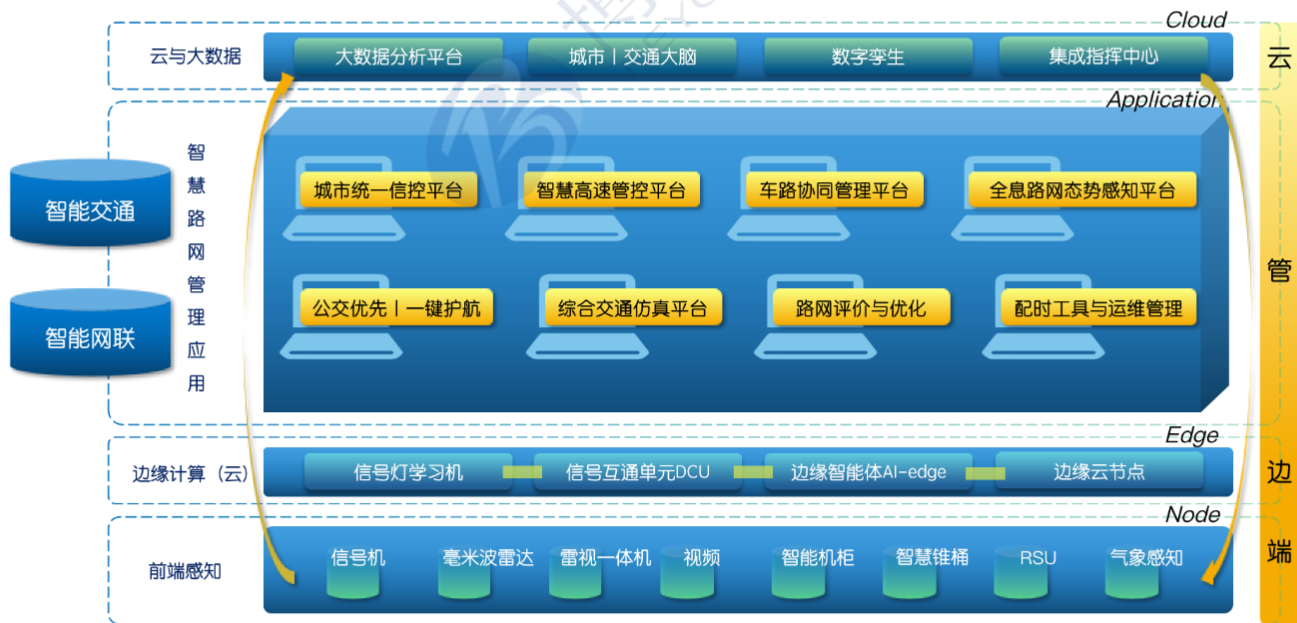 Cloud
云与大数据
大数据分析平台
城市丨交通大脑
数字孪生
集成指挥中心
云
Application
智慧路网管理应用
智能交通
智能网联
城市统一信控平台
智慧高速管控平台
车路协同管理平台
全息路网态势感知平台
公交优先丨一键护航
综合交通仿真平台
路网评价与优化
配时工具与运维管理
管
Edge
边缘计算（云）
信号灯学习机
信号互通单元DCU
边缘智能体AI-edge
边缘云节点
边
Node
前端感知
信号机
毫米波雷达
雷视一体机
视频
智能机柜
智慧锥桶
RSU
气象感知
端